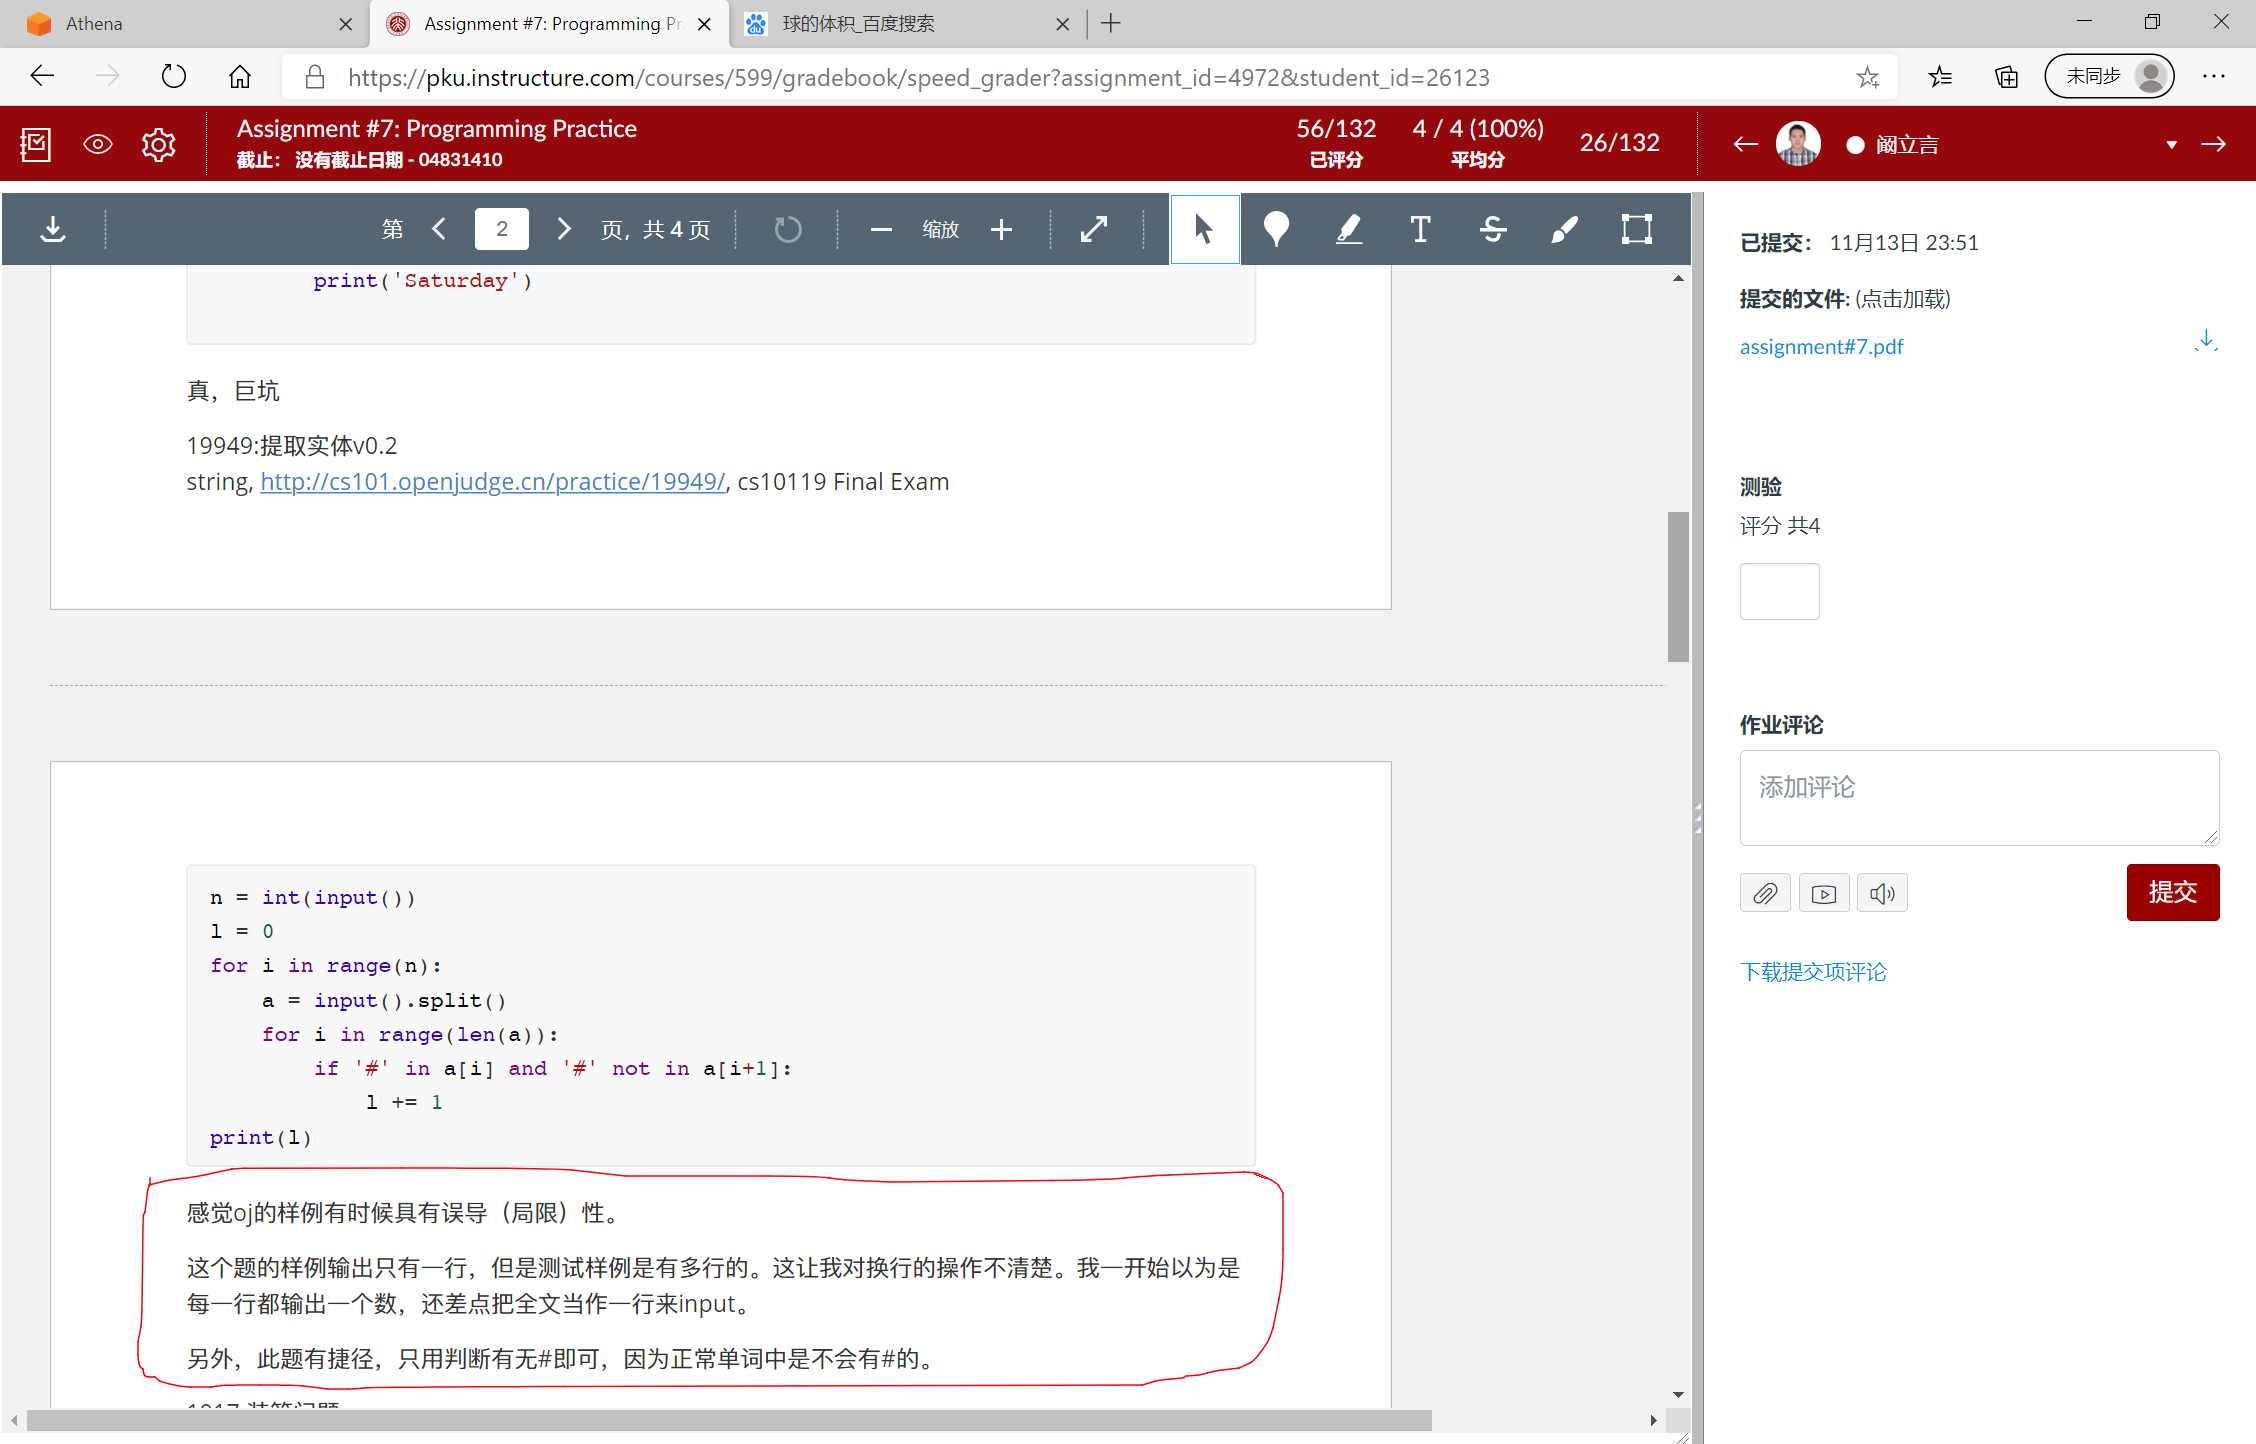 Athena
Assignment #7: Programming Pr
球的体积_百度搜索
https://pku.instructure.com/courses/599/gradebook/speed_grader?assignment_id=4972&student_id=26123
未同步
Assignment #7: Programming Practice
截止： 没有截止日期 - 04831410
56/132
已评分
4 / 4 (100%)
平均分
26/132
阚立言
第 2 页，共 4 页
缩放
print('Saturday')
真，巨坑
19949:提取实体v0.2
string, http://cs101.openjudge.cn/practice/19949/, cs10119 Final Exam
n = int(input())
l = 0
for i in range(n):
    a = input().split()
    for i in range(len(a)):
        if '#' in a[i] and '#' not in a[i+1]:
            l += 1
print(l)
感觉oj的样例有时候具有误导（局限）性。
这个题的样例输出只有一行，但是测试样例是有多行的。这让我对换行的操作不清楚。我一开始以为是
每一行都输出一个数，还差点把全文当作一行来input。
另外，此题有捷径，只用判断有无#即可，因为正常单词中是不会有#的。
已提交： 11月13日 23:51
提交的文件: (点击加载)
assignment#7.pdf
测验
评分 共4
作业评论
添加评论
提交
下载提交项评论